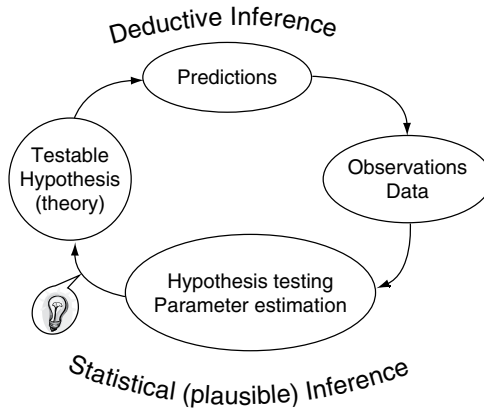 Deductive Inference
Predictions
Testable
Hypothesis
(theory)
Observations
Data
Hypothesis testing
Parameter estimation
Statistical (plausible) Inference